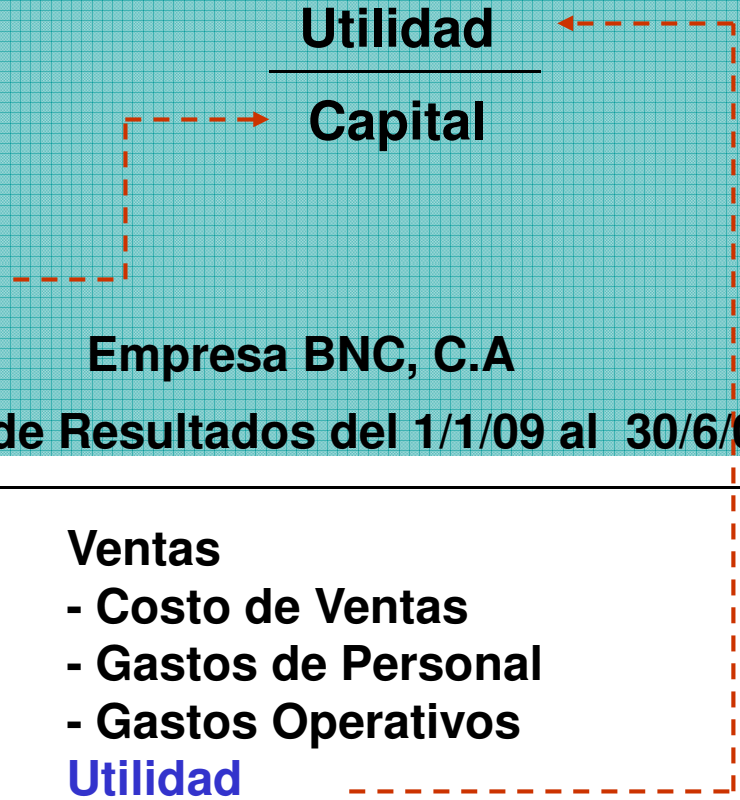 Utilidad
Capital
Empresa BNC, C.A
de Resultados del 1/1/09 al 30/6/
Ventas
- Costo de Ventas
- Gastos de Personal
- Gastos Operativos
Utilidad